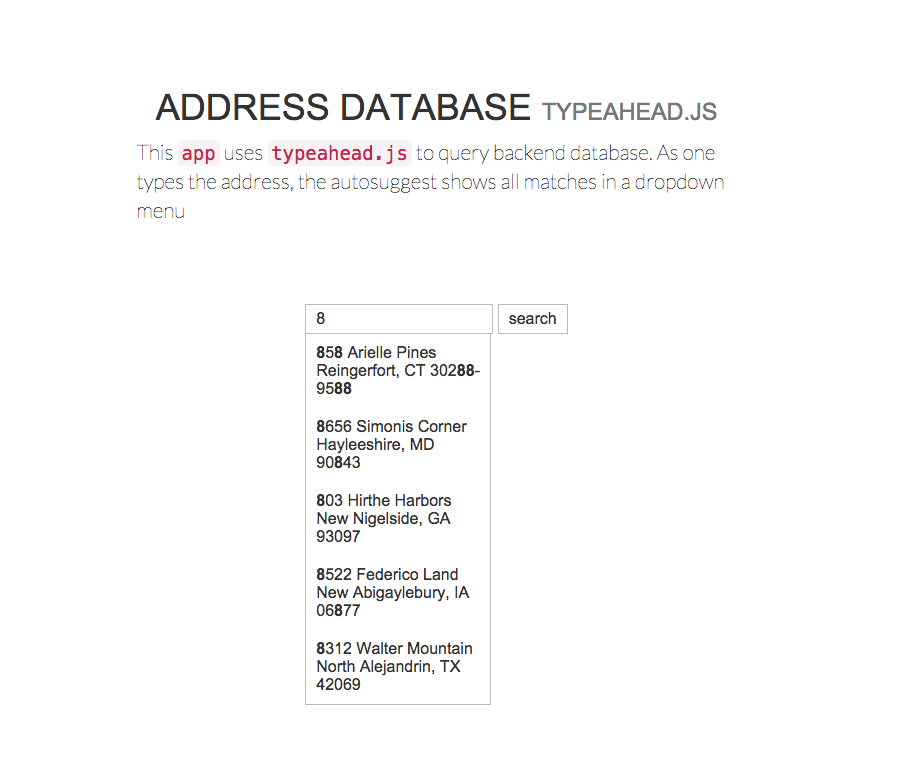 ADDRESS DATABASE TYPEAHEAD.JS
This app uses typeahead.js to query backend database. As one
types the address, the autosuggest shows all matches in a dropdown
menu
8 search
858 Arielle Pines
Reingerfort, CT 30288-
9588
8656 Simonis Corner
Hayleeshire, MD
90843
803 Hirthe Harbors
New Nigelside, GA
93097
8522 Federico Land
New Abigaylebury, IA
06877
8312 Walter Mountain
North Alejandrin, TX
42069